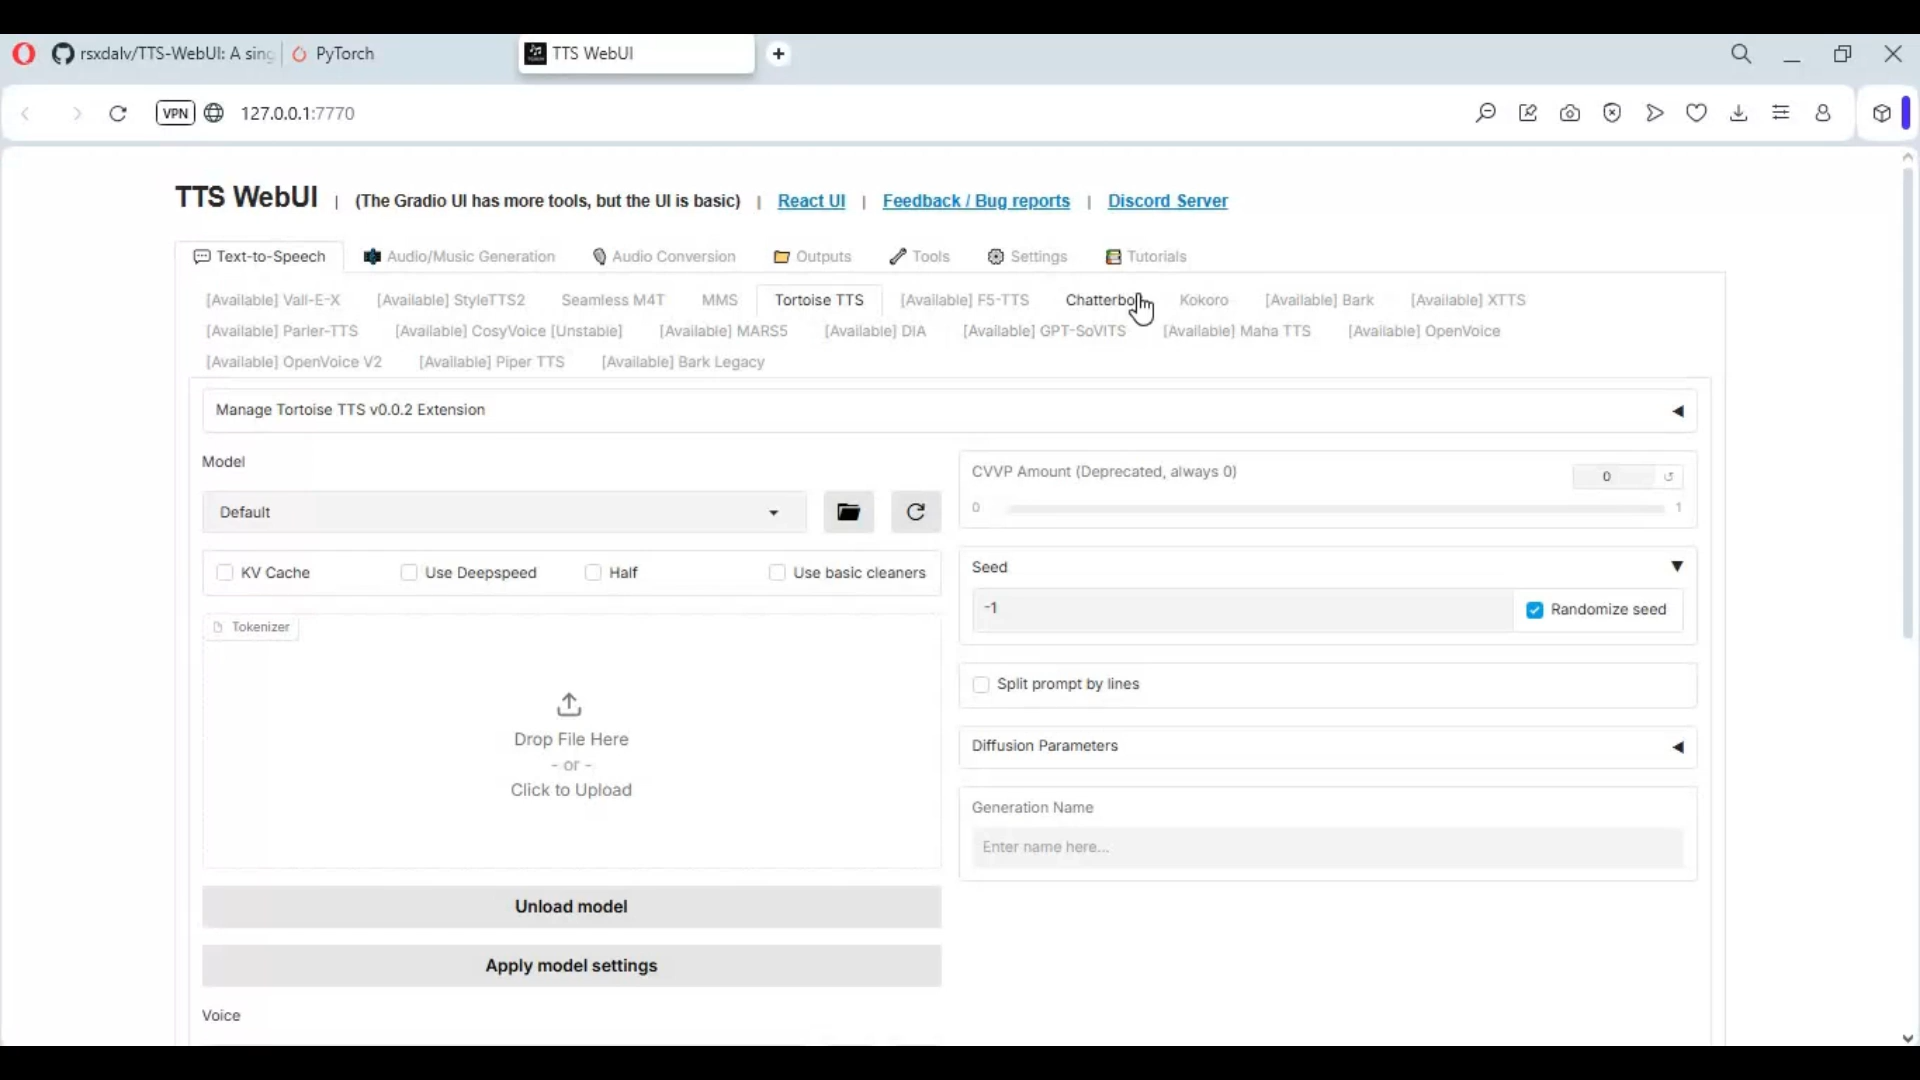 rsxdalv/TTS-WebUI: A sing
PyTorch
TTS WebUI
VPN
127.0.0.1:7770
TTS WebUI | (The Gradio UI has more tools, but the UI is basic) | React UI | Feedback / Bug reports | Discord Server
Text-to-Speech Audio/Music Generation Audio Conversion Outputs Tools Settings Tutorials
[Available] Vall-E-X [Available] StyleTTS2 Seamless M4T MMS Tortoise TTS [Available] F5-TTS Chatterbox Kokoro [Available] Bark [Available] XTTS
[Available] Parler-TTS [Available] CosyVoice [Unstable] [Available] MARS5 [Available] DIA [Available] GPT-SoVITS [Available] Maha TTS [Available] OpenVoice
[Available] OpenVoice V2 [Available] Piper TTS [Available] Bark Legacy
Manage Tortoise TTS v0.0.2 Extension
Model
Default
KV Cache Use Deepspeed Half Use basic cleaners
Tokenizer
Drop File Here
- or -
Click to Upload
Unload model
Apply model settings
Voice
CVVP Amount (Deprecated, always 0)
0
0 1
Seed
-1
Randomize seed
Split prompt by lines
Diffusion Parameters
Generation Name
Enter name here...